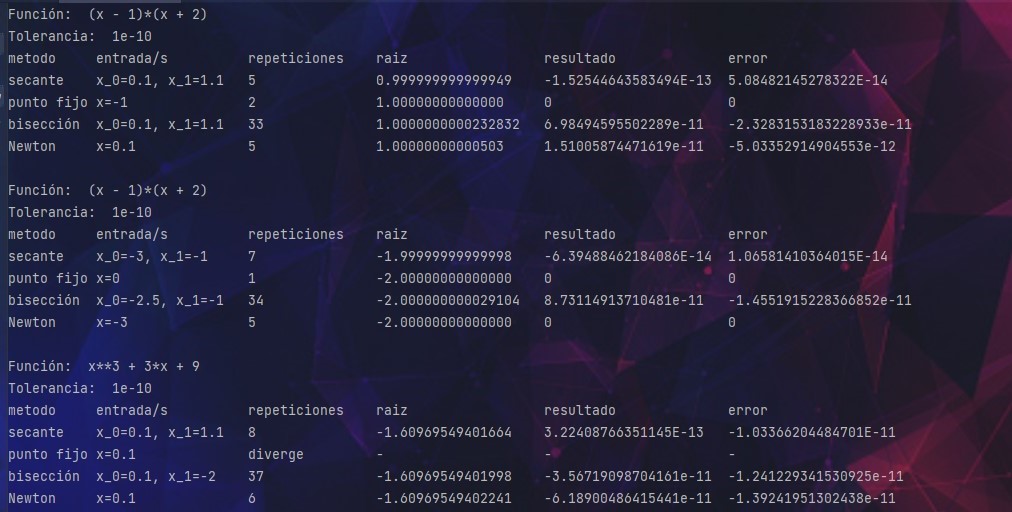 Función:  (x - 1)*(x + 2)
Tolerancia:  1e-10
metodo     entrada/s          repeticiones    raiz                 resultado              error
secante    x_0=0.1, x_1=1.1   5               0.999999999999949    -1.52544643583494E-13  5.08482145278322E-14
punto fijo x=-1               2               1.00000000000000     0                      0
bisección  x_0=0.1, x_1=1.1   33              1.0000000000232832   6.98494595502289e-11   -2.3283153183228933e-11
Newton     x=0.1              5               1.00000000000503     1.51005874471619e-11   -5.03352914904553e-12
Función:  (x - 1)*(x + 2)
Tolerancia:  1e-10
metodo     entrada/s          repeticiones    raiz                 resultado              error
secante    x_0=-3, x_1=-1     7               -1.99999999999998    -6.39488462184086E-14  1.06581410364015E-14
punto fijo x=0                1               -2.00000000000000    0                      0
bisección  x_0=-2.5, x_1=-1   34              -2.000000000029104   8.73114913710481e-11   -1.4551915228366852e-11
Newton     x=-3               5               -2.00000000000000    0                      0
Función:  x**3 + 3*x + 9
Tolerancia:  1e-10
metodo     entrada/s          repeticiones    raiz                 resultado              error
secante    x_0=0.1, x_1=1.1   8               -1.60969549401664    3.22408766351145E-13   -1.03366204484701E-11
punto fijo x=0.1              diverge         -                    -                      -
bisección  x_0=0.1, x_1=-2    37              -1.60969549401998    -3.56719098704161e-11  -1.2412293415309​25e-11
Newton     x=0.1              6               -1.60969549402241    -6.18900486415441e-11  -1.39241951302438e-11